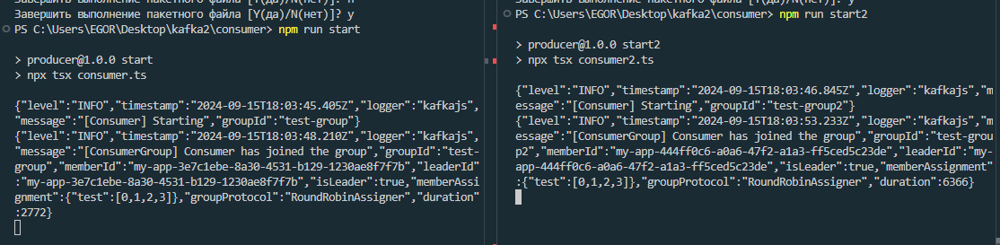 Завершить выполнение пакетного файла [Y(да)/N(нет)]? n
Завершить выполнение пакетного файла [Y(да)/N(нет)]? y
PS C:\Users\EGOR\Desktop\kafka2\consumer> npm run start
> producer@1.0.0 start
> npx tsx consumer.ts
{"level":"INFO","timestamp":"2024-09-15T18:03:45.405Z","logger":"kafkajs",
"message":"[Consumer] Starting","groupId":"test-group"}
{"level":"INFO","timestamp":"2024-09-15T18:03:48.210Z","logger":"kafkajs",
"message":"[ConsumerGroup] Consumer has joined the group","groupId":"test-
group","memberId":"my-app-3e7c1ebe-8a30-4531-b129-1230ae8f7f7b","leaderId"
:"my-app-3e7c1ebe-8a30-4531-b129-1230ae8f7f7b","isLeader":true,"memberAssi
gnment":{"test":[0,1,2,3]},"groupProtocol":"RoundRobinAssigner","duration"
:2772}
Завершить выполнение пакетного файла [Y(да)/N(нет)]? y
PS C:\Users\EGOR\Desktop\kafka2\consumer> npm run start2
> producer@1.0.0 start2
> npx tsx consumer2.ts
{"level":"INFO","timestamp":"2024-09-15T18:03:46.845Z","logger":"kafkajs","m
essage":"[Consumer] Starting","groupId":"test-group2"}
{"level":"INFO","timestamp":"2024-09-15T18:03:53.233Z","logger":"kafkajs","m
essage":"[ConsumerGroup] Consumer has joined the group","groupId":"test-grou
p2","memberId":"my-app-444ff0c6-a0a6-47f2-a1a3-ff5ced5c23de","leaderId":"my-
app-444ff0c6-a0a6-47f2-a1a3-ff5ced5c23de","isLeader":true,"memberAssignment"
:{"test":[0,1,2,3]},"groupProtocol":"RoundRobinAssigner","duration":6366}